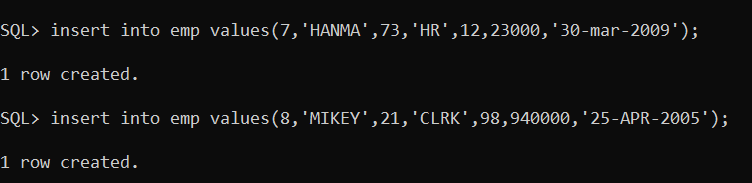 SQL> insert into emp values(7,'HANMA',73,'HR',12,23000,'30-mar-2009');
1 row created.
SQL> insert into emp values(8,'MIKEY',21,'CLRK',98,940000,'25-APR-2005');
1 row created.